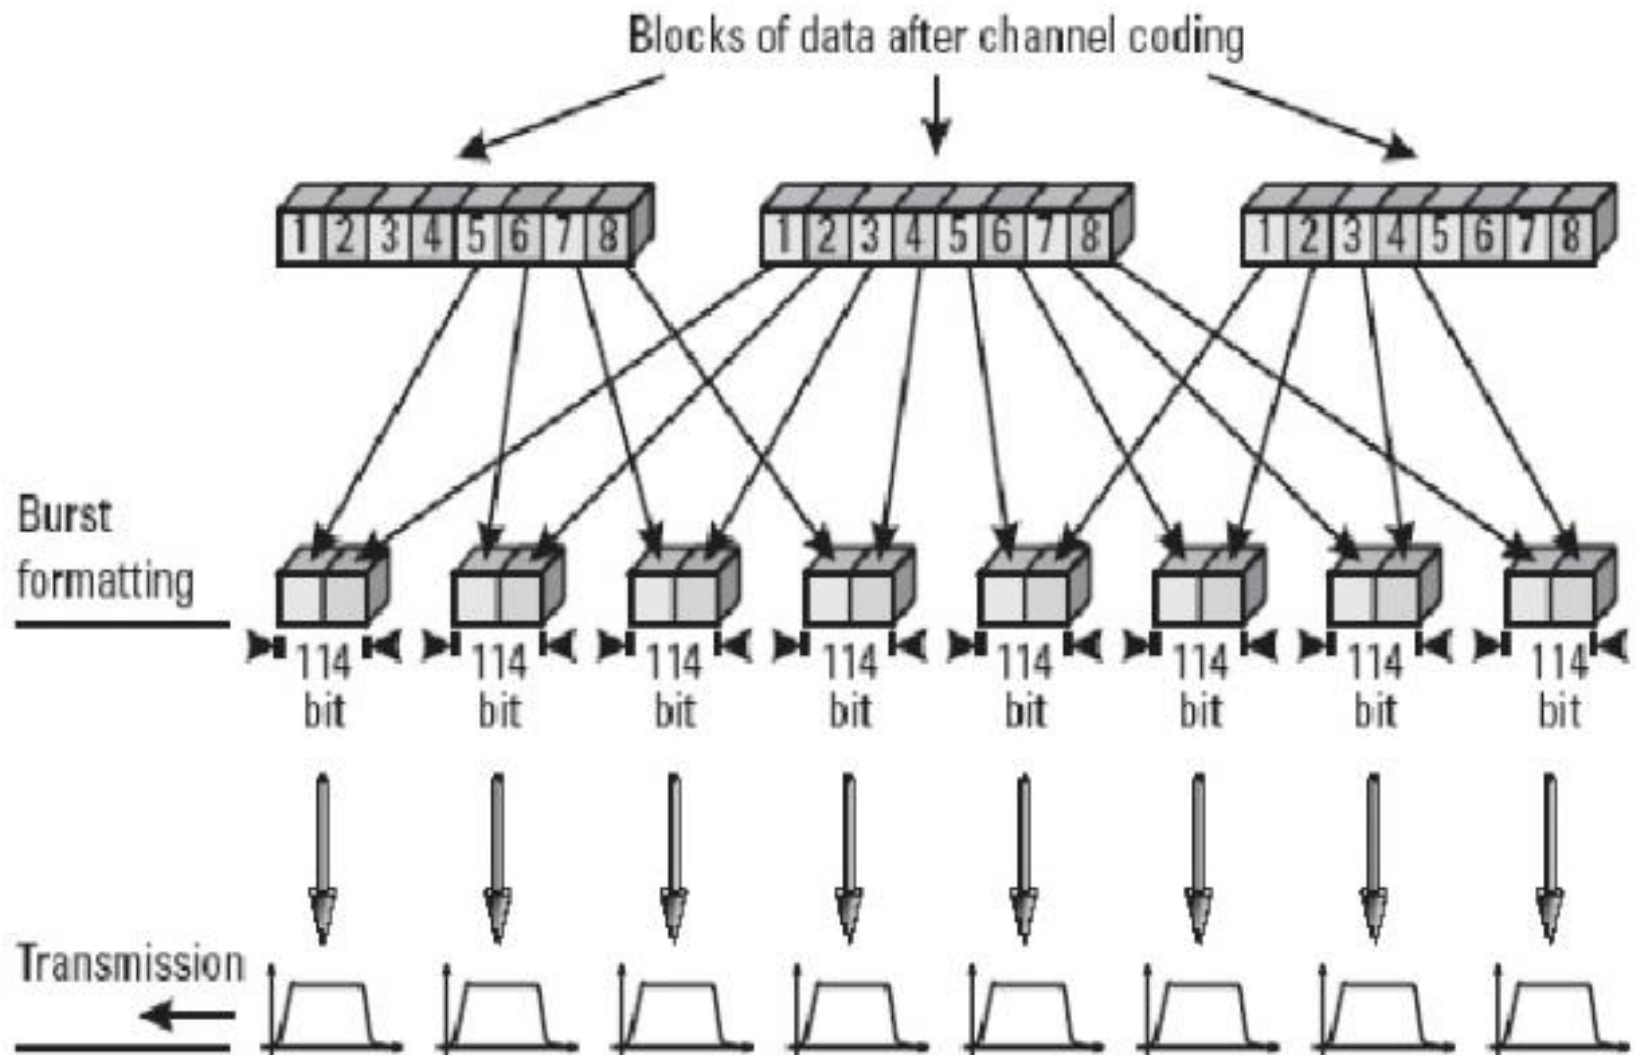 Blocks of data after channel coding
1 2 3 4 5 6 7 8
1 2 3 4 5 6 7 8
1 2 3 4 5 6 7 8
Burst
formatting
114
bit
114
bit
114
bit
114
bit
114
bit
114
bit
114
bit
114
bit
Transmission